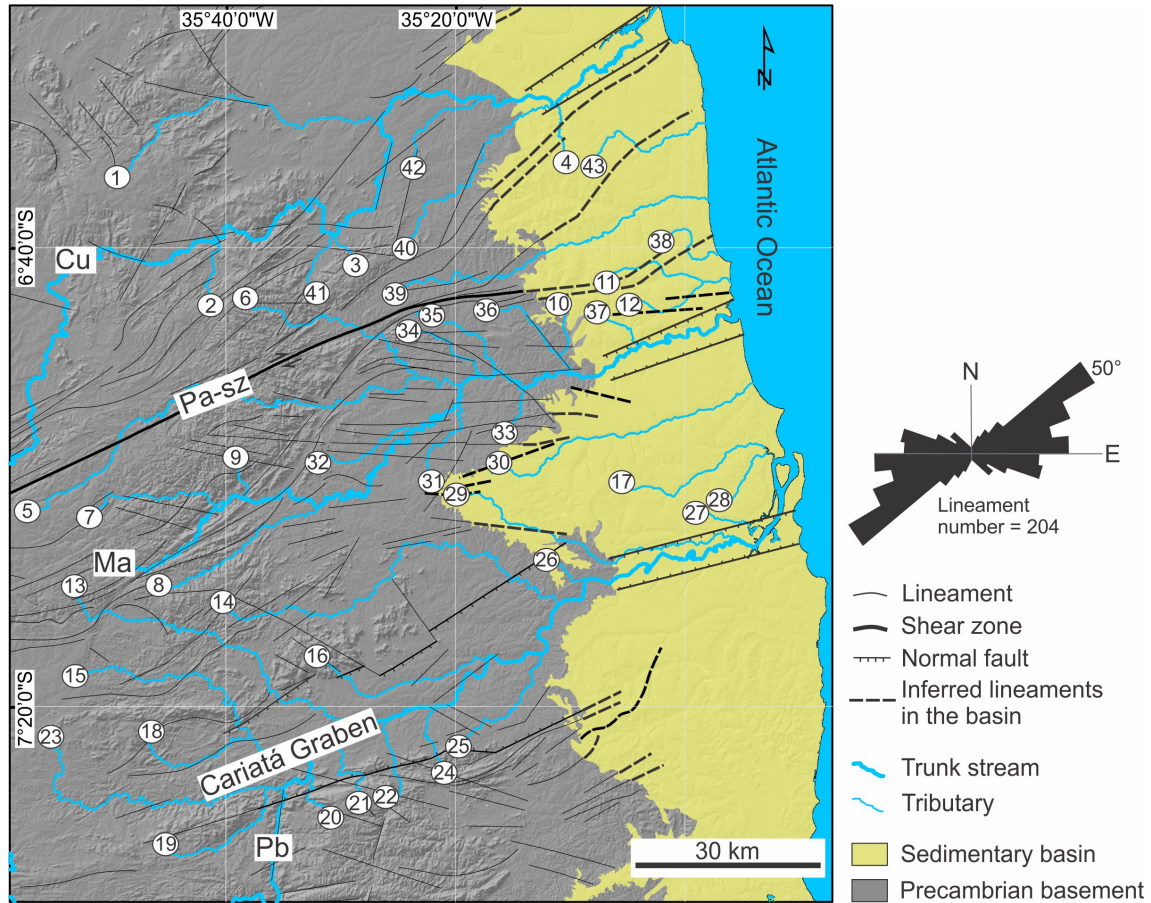 35°40'0"W
35°20'0"W
N
Atlantic Ocean
1
42
4
43
6°40'0"S
Cu
38
40
3
2
6
41
39
11
10
12
37
36
35
34
Pa-sz
9
32
33
30
31
29
17
28
27
5
7
Ma
13
8
14
26
16
15
23
18
7°20'0"S
Cariatá Graben
25
24
22
21
20
19
Pb
30 km
N
50°
E
Lineament
number = 204
Lineament
Shear zone
Normal fault
Inferred lineaments
in the basin
Trunk stream
Tributary
Sedimentary basin
Precambrian basement